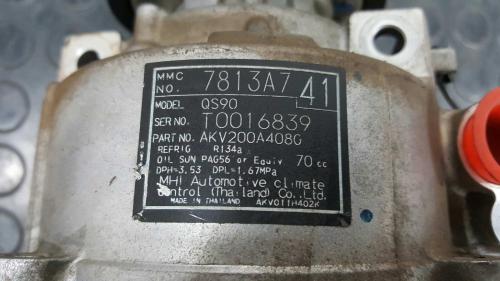 MMC NO. 7813A7 41
MODEL QS90
SER NO. T0016839
PART NO. AKV200A408G
REFRIG R134a
OIL SUN PAG56 or Equiv 70 cc
DPH=3.53 DPL=1.67MPa
MHI Automotive climate
control (Thailand) Co., Ltd.
MADE IN THAILAND AKV011H402K